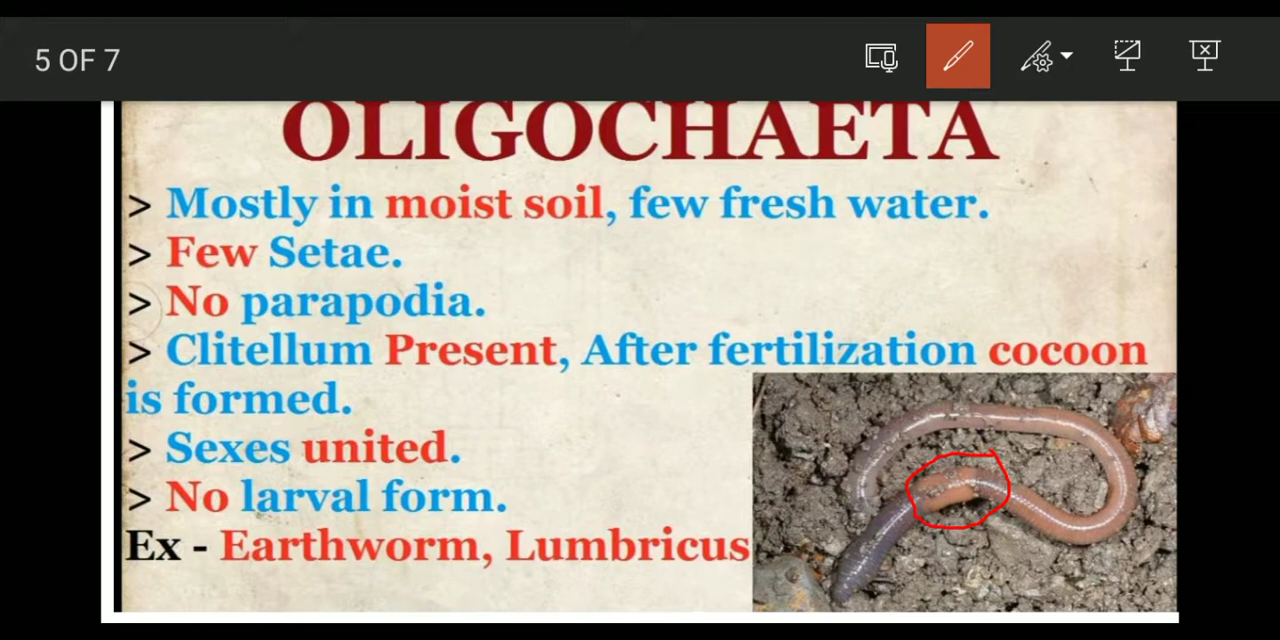 5 OF 7
OLIGOCHAETA
> Mostly in moist soil, few fresh water.
> Few Setae.
> No parapodia.
> Clitellum Present, After fertilization cocoon
is formed.
> Sexes united.
> No larval form.
Ex - Earthworm, Lumbricus